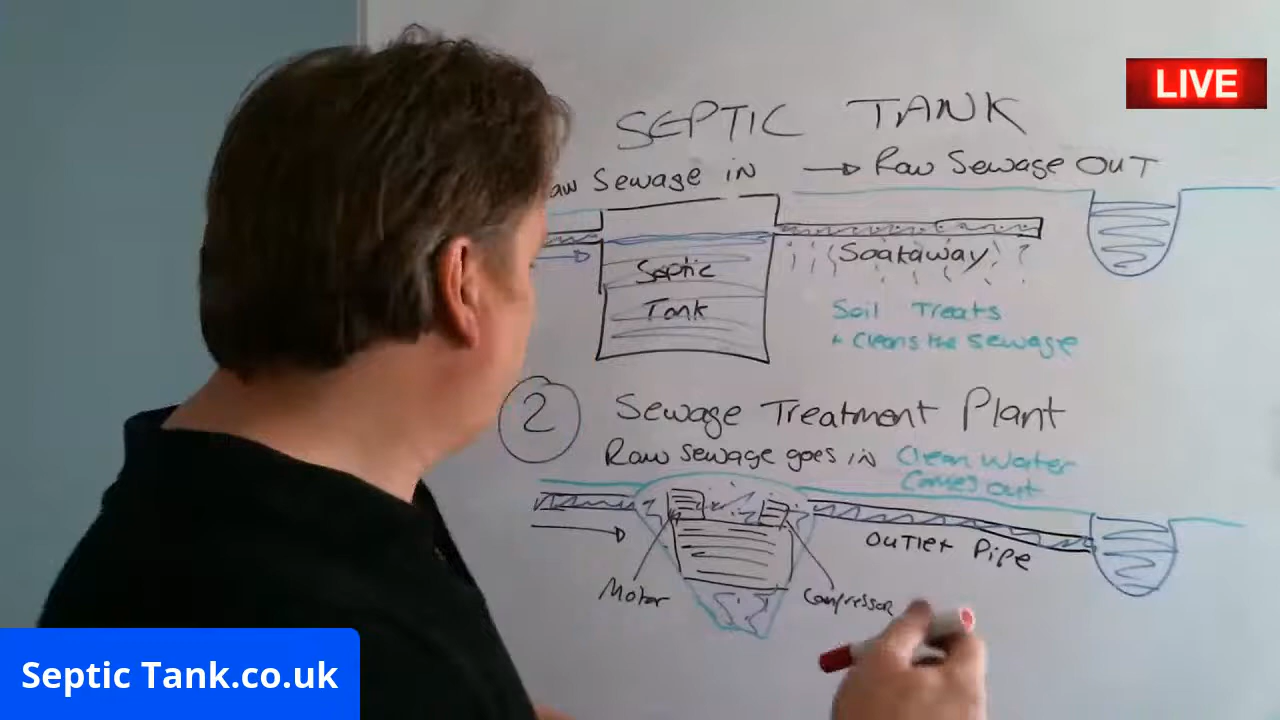 LIVE
SEPTIC TANK
aw Sewage in → Raw Sewage OUT
Septic
Tank
Soakaway
Soil Treats
+ Cleans the Sewage
2 Sewage Treatment Plant
Raw sewage goes in Clean Water
Comes out
Outlet Pipe
Motor
Compressor
Septic Tank.co.uk